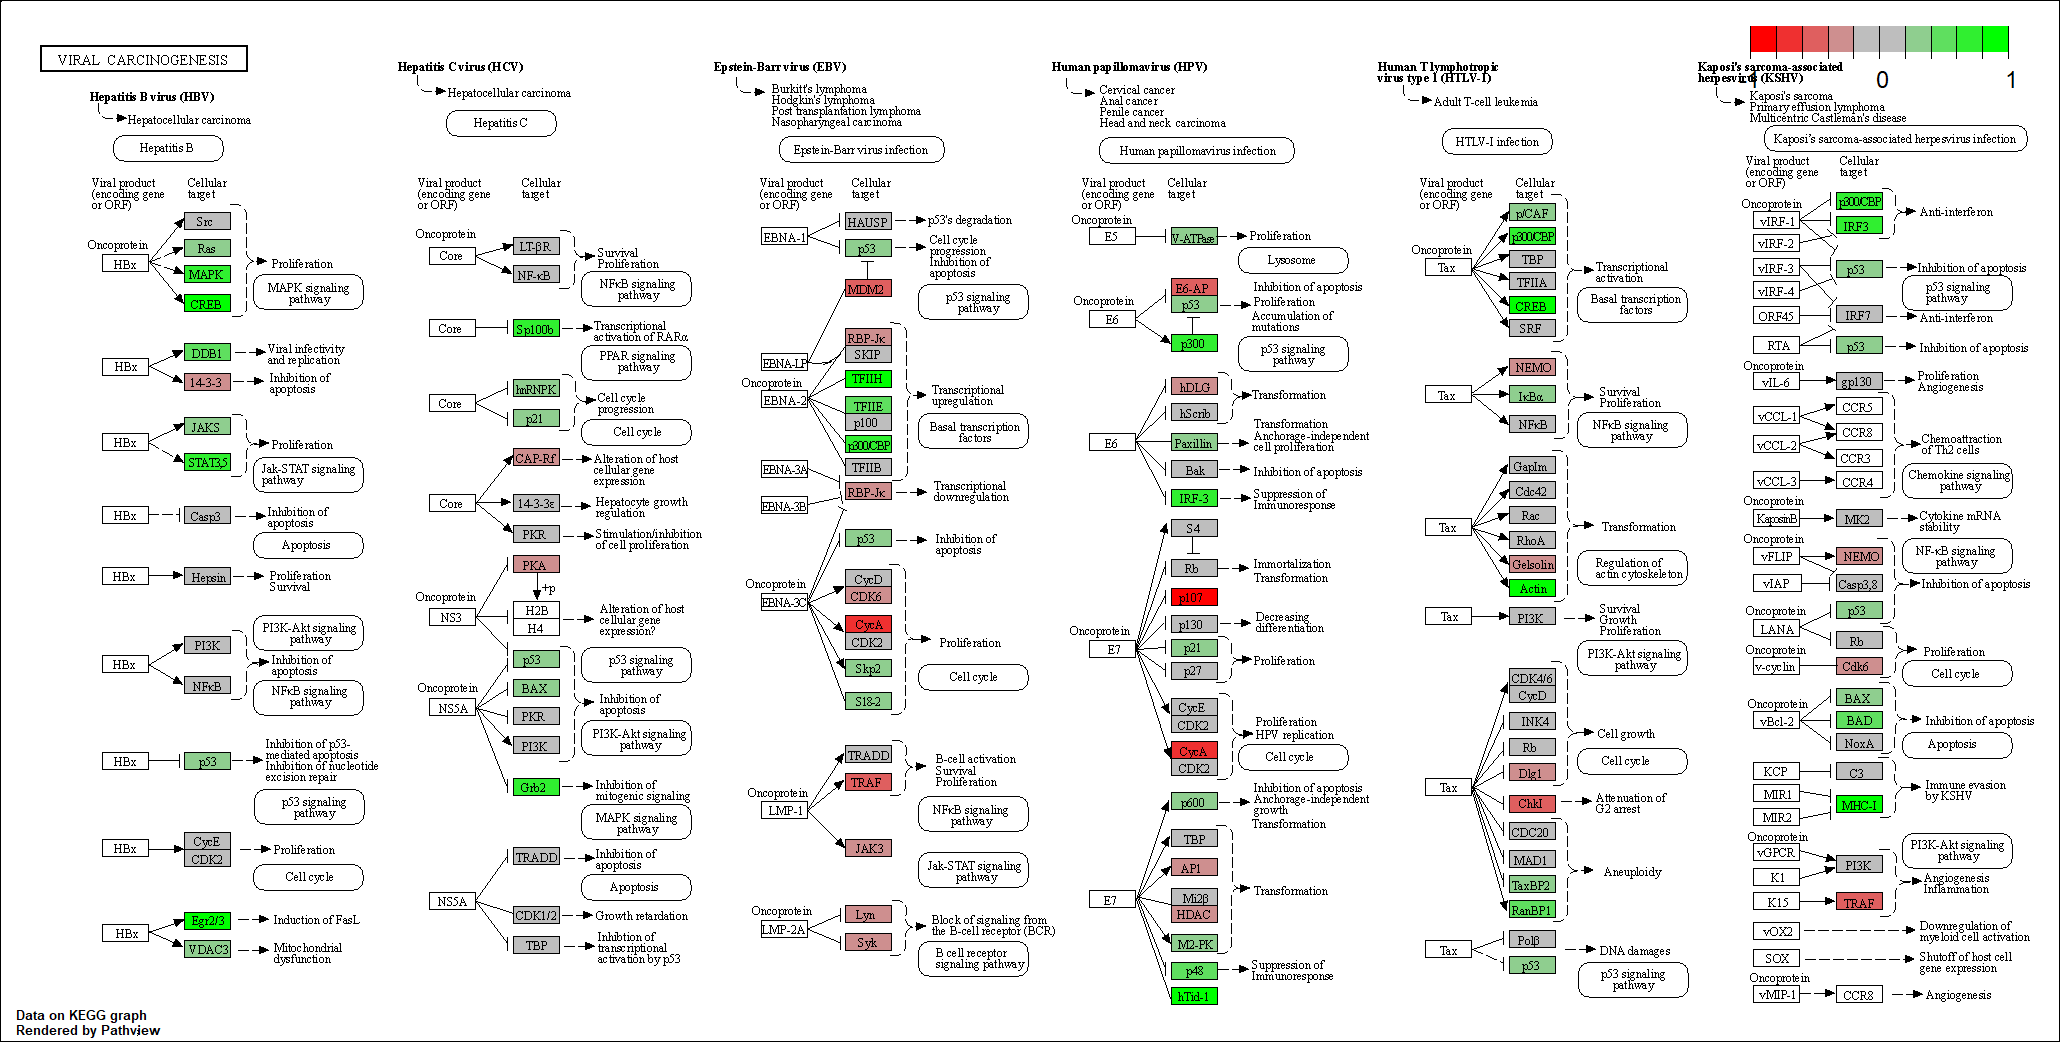 VIRAL CARCINOGENESIS
0
1
Hepatitis B virus (HBV)
Hepatocellular carcinoma
Hepatitis B
Viral product
(encoding gene
or ORF)
Cellular
target
Oncoprotein
HBx
Src
Ras
MAPK
CREB
Proliferation
MAPK signaling
pathway
HBx
DDB1
14-3-3
Viral infectivity
and replication
Inhibition of
apoptosis
HBx
JAKS
STAT3,5
Proliferation
Jak-STAT signaling
pathway
HBx
Casp3
Inhibition of
apoptosis
Apoptosis
HBx
Hepsin
Proliferation
Survival
PI3K-Akt signaling
pathway
HBx
PI3K
NFκB
Inhibition of
apoptosis
NFκB signaling
pathway
HBx
p53
Inhibition of p53-
mediated apoptosis
Inhibition of nucleotide
excision repair
p53 signaling
pathway
HBx
CycE
CDK2
Proliferation
Cell cycle
HBx
Egr2/3
VDAC3
Induction of FasL
Mitochondrial
dysfunction
Hepatitis C virus (HCV)
Hepatocellular carcinoma
Hepatitis C
Viral product
(encoding gene
or ORF)
Cellular
target
Oncoprotein
Core
LT-βR
NF-κB
Survival
Proliferation
NFκB signaling
pathway
Core
Sp100b
Transcriptional
activation of RARα
PPAR signaling
pathway
Core
hnRNPK
p21
Cell cycle
progression
Cell cycle
Core
CAP-Rf
14-3-3ε
PKR
Alteration of host
cellular gene
expression
Hepatocyte growth
regulation
Stimulation/inhibition
of cell proliferation
Oncoprotein
NS3
PKA
+p
H2B
H4
Alteration of host
cellular gene
expression?
Oncoprotein
NS5A
p53
BAX
PKR
PI3K
Grb2
p53 signaling
pathway
Inhibition of
apoptosis
PI3K-Akt signaling
pathway
Inhibition of
mitogenic signaling
MAPK signaling
pathway
NS5A
TRADD
CDK1/2
TBP
Inhibition of
apoptosis
Apoptosis
Growth retardation
Inhibtion of
transcriptional
activation by p53
Epstein-Barr virus (EBV)
Burkitt's lymphoma
Hodgkin's lymphoma
Post transplantation lymphoma
Nasopharyngeal carcinoma
Epstein-Barr virus infection
Viral product
(encoding gene
or ORF)
Cellular
target
EBNA-1
HAUSP
p53
MDM2
p53's degradation
Cell cycle
progression
Inhibition of
apoptosis
p53 signaling
pathway
EBNA-LP
Oncoprotein
EBNA-2
RBP-Jκ
SKIP
TFIIH
TFIIE
p100
p300/CBP
TFIIB
Transcriptional
upregulation
Basal transcription
factors
EBNA-3A
EBNA-3B
RBP-Jκ
Transcriptional
downregulation
Oncoprotein
EBNA-3C
p53
CycD
CDK6
CycA
CDK2
Skp2
S18-2
Inhibition of
apoptosis
Proliferation
Cell cycle
Oncoprotein
LMP-1
TRADD
TRAF
JAK3
B-cell activation
Survival
Proliferation
NFκB signaling
pathway
Jak-STAT signaling
pathway
Oncoprotein
LMP-2A
Lyn
Syk
Block of signaling from
the B-cell receptor (BCR)
B cell receptor
signaling pathway
Human papillomavirus (HPV)
Cervical cancer
Anal cancer
Penile cancer
Head and neck carcinoma
Human papillomavirus infection
Viral product
(encoding gene
or ORF)
Cellular
target
Oncoprotein
E5
V-ATPase
Proliferation
Lysosome
Oncoprotein
E6
E6-AP
p53
p300
Inhibition of apoptosis
Proliferation
Accumulation of
mutations
p53 signaling
pathway
E6
hDLG
hScrib
Paxillin
Bak
IRF-3
Transformation
Transformation
Anchorage-independent
cell proliferation
Inhibition of apoptosis
Suppression of
Immunoresponse
Oncoprotein
E7
S4
Rb
p107
p130
p21
p27
CycE
CDK2
CycA
CDK2
p600
Immortalization
Transformation
Decreasing
differentiation
Proliferation
Proliferation
HPV replication
Cell cycle
Inhibition of apoptosis
Anchorage-independent
growth
Transformation
E7
TBP
AP1
Mi2β
HDAC
M2-PK
p48
hTid-1
Transformation
Suppression of
Immunoresponse
Human T lymphotropic
virus type 1 (HTLV-1)
Adult T-cell leukemia
HTLV-I infection
Viral product
(encoding gene
or ORF)
Cellular
target
Oncoprotein
Tax
p/CAF
p300/CBP
TBP
TFIIA
CREB
SRF
Transcriptional
activation
Basal transcription
factors
Tax
NEMO
IκBα
NFκB
Survival
Proliferation
NFκB signaling
pathway
Tax
GapIm
Cdc42
Rac
RhoA
Gelsolin
Actin
Transformation
Regulation of
actin cytoskeleton
Tax
PI3K
Survival
Growth
Proliferation
PI3K-Akt signaling
pathway
Tax
CDK4/6
CycD
INK4
Rb
Dlg1
ChkI
CDC20
MAD1
TaxBP2
RanBP1
Cell growth
Cell cycle
Attenuation of
G2 arrest
Aneuploidy
Tax
Polβ
p53
DNA damages
p53 signaling
pathway
Kaposi's sarcoma-associated
herpesvirus (KSHV)
Kaposi's sarcoma
Primary effusion lymphoma
Multicentric Castleman's disease
Kaposi's sarcoma-associated herpesvirus infection
Viral product
(encoding gene
or ORF)
Cellular
target
Oncoprotein
vIRF-1
vIRF-2
vIRF-3
vIRF-4
ORF45
RTA
p300/CBP
IRF3
p53
IRF7
p53
Anti-interferon
Inhibition of apoptosis
p53 signaling
pathway
Anti-interferon
Inhibition of apoptosis
Oncoprotein
vIL-6
gp130
Proliferation
Angiogenesis
vCCL-1
vCCL-2
vCCL-3
CCR5
CCR8
CCR3
CCR4
Chemoattraction
of Th2 cells
Chemokine signaling
pathway
Oncoprotein
KaposinB
MK2
Cytokine mRNA
stability
Oncoprotein
vFLIP
vIAP
NEMO
Casp3,8
NF-κB signaling
pathway
Inhibition of apoptosis
Oncoprotein
LANA
p53
Rb
Oncoprotein
v-cyclin
Cdk6
Proliferation
Cell cycle
Oncoprotein
vBcl-2
BAX
BAD
NoxA
Inhibition of apoptosis
Apoptosis
KCP
MIR1
MIR2
C3
MHC-I
Immune evasion
by KSHV
Oncoprotein
vGPCR
K1
K15
PI3K
TRAF
PI3K-Akt signaling
pathway
Angiogenesis
Inflammation
vOX2
Downregulation of
myeloid cell activation
SOX
Shutoff of host cell
gene expression
Oncoprotein
vMIP-1
CCR8
Angiogenesis
Data on KEGG graph
Rendered by Pathview